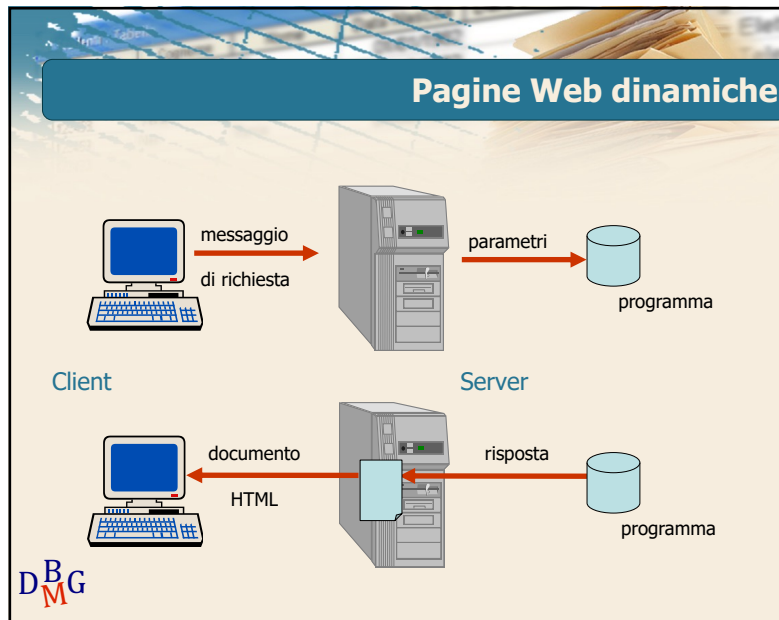 Pagine Web dinamiche
messaggio
di richiesta
parametri
programma
Client
Server
documento
HTML
risposta
programma
DBMG